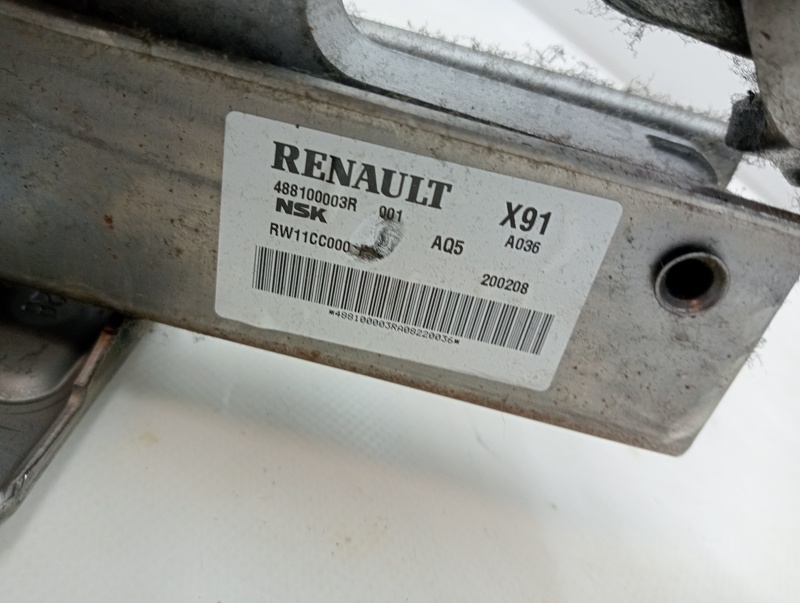 RENAULT
488100003R 001 X91
NSK A036
RW11CC000 AQ5
200208
*488100003RA08220036*